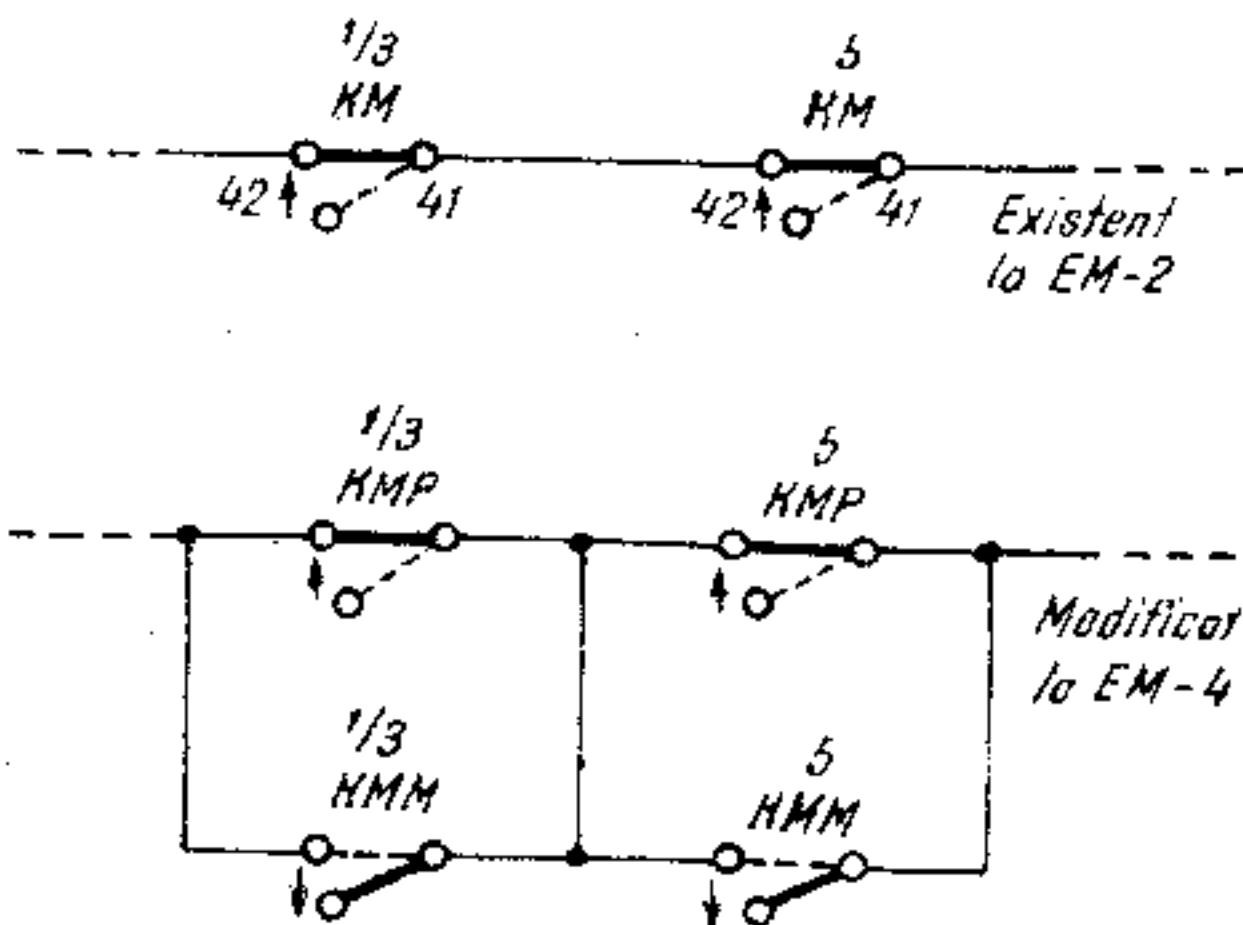 1/3
KM
5
KM
42
41
42
41
Existent
la EM-2
1/3
KMP
5
KMP
Modificat
la EM-4
1/3
KMM
5
KMM